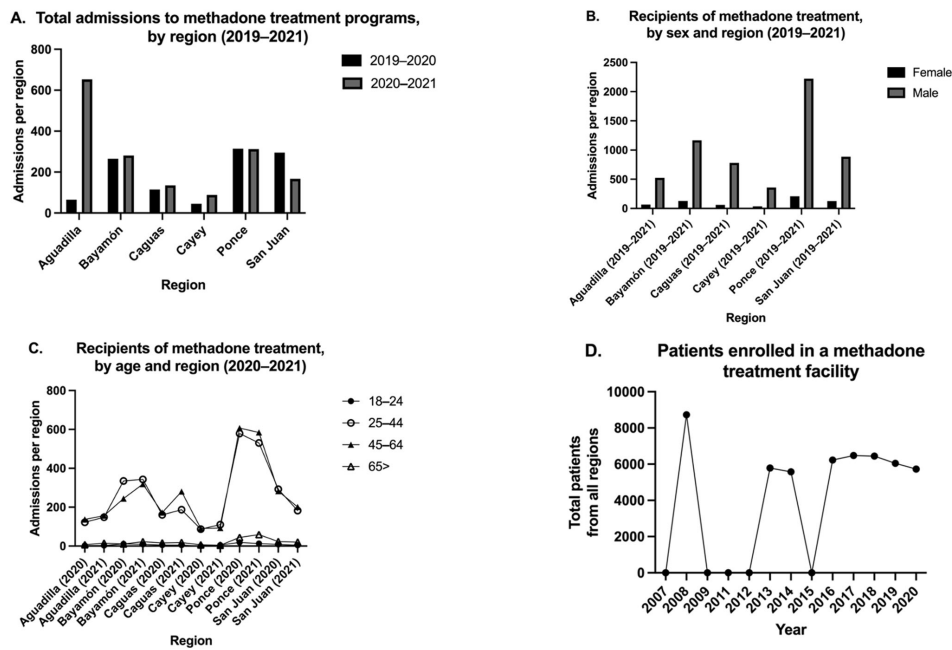 A. Total admissions to methadone treatment programs,
by region (2019–2021)
Admissions per region
800
600
400
200
0
2019–2020
2020–2021
Aguadilla
Bayamón
Caguas
Cayey
Ponce
San Juan
Region
B. Recipients of methadone treatment,
by sex and region (2019–2021)
Admissions per region
2500
2000
1500
1000
500
0
Female
Male
Aguadilla (2019–2021)
Bayamón (2019–2021)
Caguas (2019–2021)
Cayey (2019–2021)
Ponce (2019–2021)
San Juan (2019–2021)
Region
C. Recipients of methadone treatment,
by age and region (2020–2021)
Admissions per region
800
600
400
200
0
18–24
25–44
45–64
65>
Aguadilla (2020)
Aguadilla (2021)
Bayamón (2020)
Bayamón (2021)
Caguas (2020)
Caguas (2021)
Cayey (2020)
Cayey (2021)
Ponce (2020)
Ponce (2021)
San Juan (2020)
San Juan (2021)
Region
D. Patients enrolled in a methadone
treatment facility
Total patients
from all regions
10000
8000
6000
4000
2000
0
2007
2008
2009
2011
2012
2013
2014
2015
2016
2017
2018
2019
2020
Year